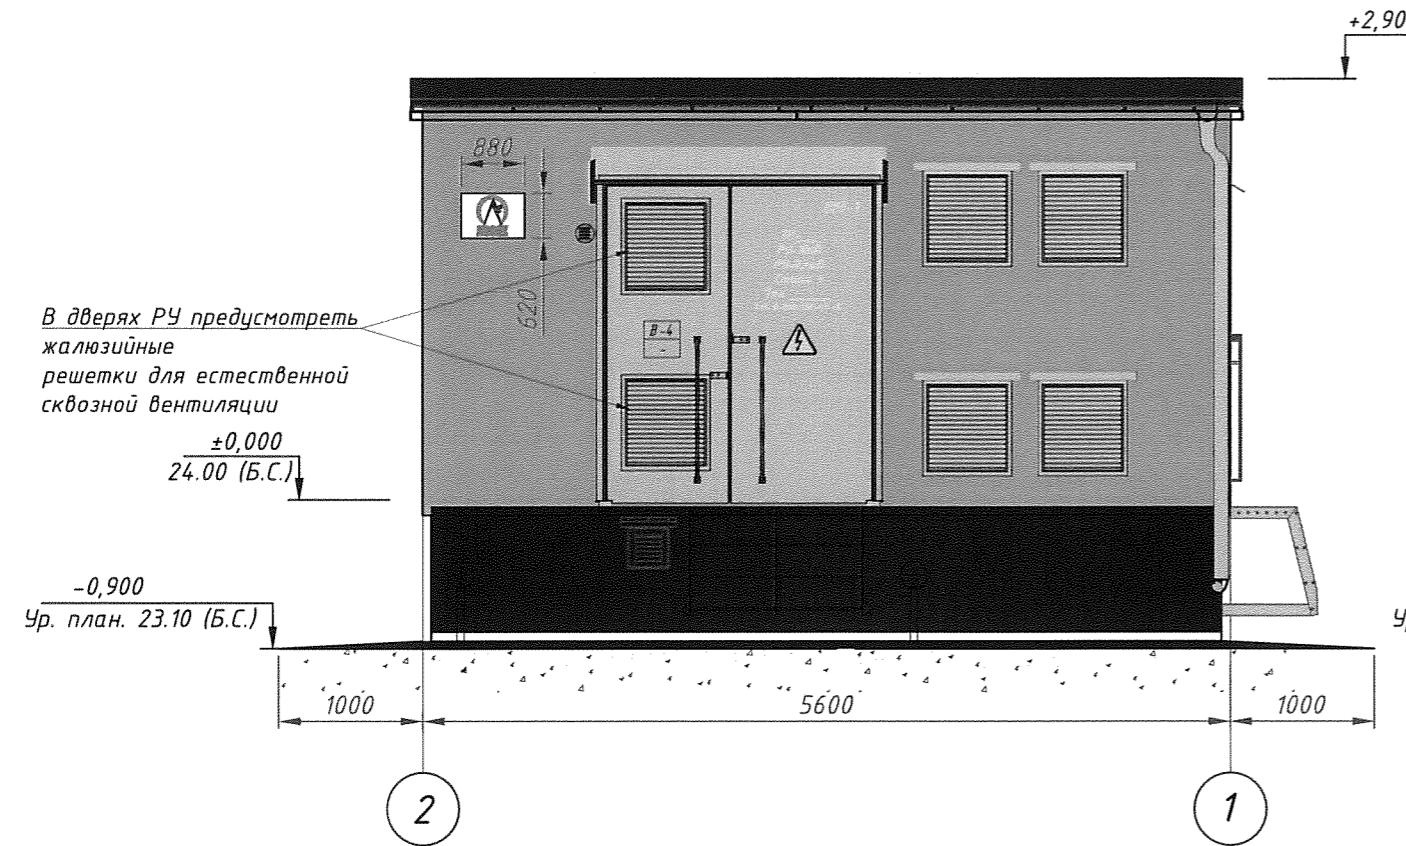 +2,90
880
620
В дверях РУ предусмотреть
жалюзийные
решетки для естественной
сквозной вентиляции
В-4
-
±0,000
24.00 (Б.С.)
-0,900
Ур. план. 23.10 (Б.С.)
1000
5600
1000
2
1